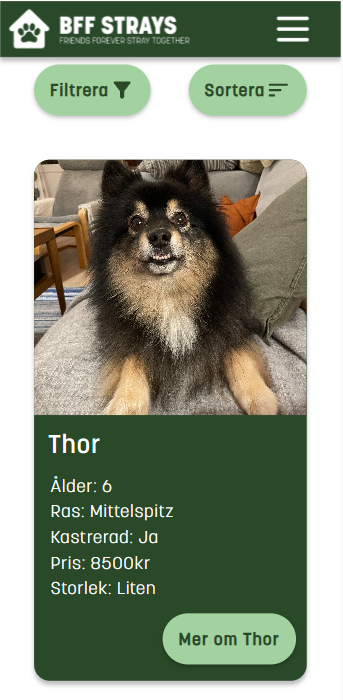 BFF STRAYS
FRIENDS FOREVER STRAY TOGETHER
Filtrera
Sortera
Thor
Ålder: 6
Ras: Mittelspitz
Kastrerad: Ja
Pris: 8500kr
Storlek: Liten
Mer om Thor